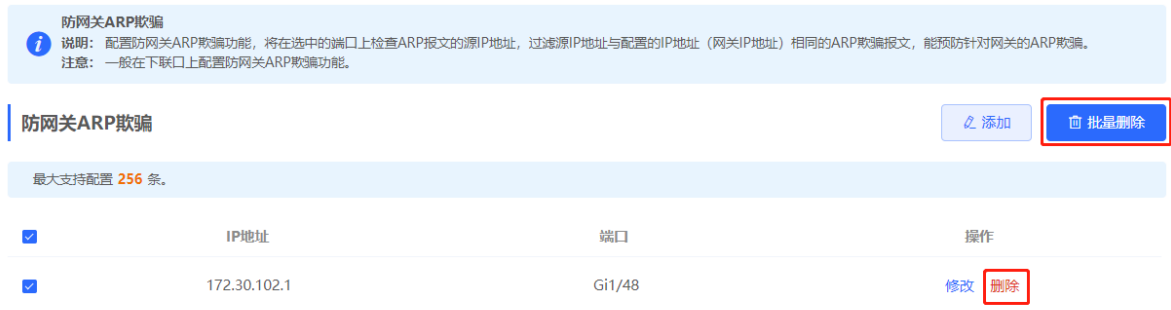 防网关ARP欺骗
说明： 配置防网关ARP欺骗功能，将在选中的端口上检查ARP报文的源IP地址，过滤源IP地址与配置的IP地址（网关IP地址）相同的ARP欺骗报文，能预防针对网关的ARP欺骗。
注意： 一般在下联口上配置防网关ARP欺骗功能。
防网关ARP欺骗 添加 批量删除
最大支持配置 256 条。
IP地址 端口 操作
172.30.102.1 Gi1/48 修改 删除